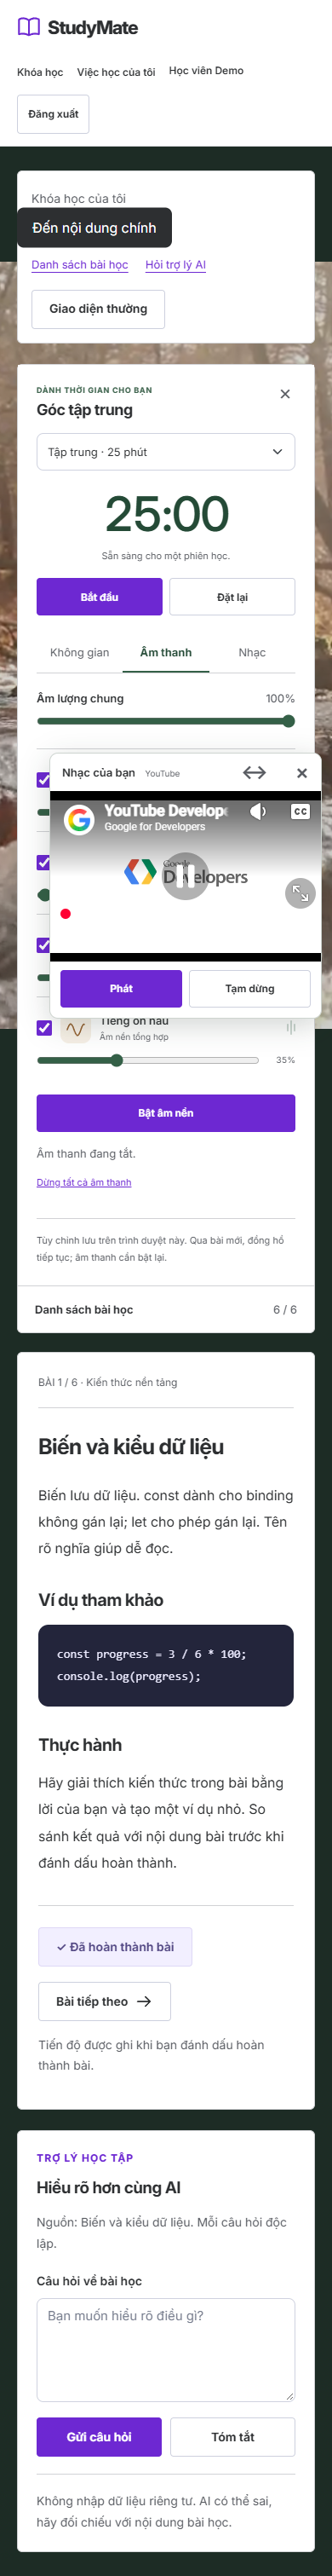 StudyMate
Khóa học
Việc học của tôi
Học viên Demo
Đăng xuất
Khóa học của tôi
Đến nội dung chính
Danh sách bài học
Hỏi trợ lý AI
Giao diện thường
DÀNH THỜI GIAN CHO BẠN
Góc tập trung
Tập trung · 25 phút
25:00
Sẵn sàng cho một phiên học.
Bắt đầu
Đặt lại
Không gian
Âm thanh
Nhạc
Âm lượng chung
100%
Nhạc của bạn
YouTube
YouTube Develop
Google for Developers
CC
Google
Developers
Phát
Tạm dừng
Tiếng ồn nâu
Âm nền tổng hợp
35%
Bật âm nền
Âm thanh đang tắt.
Dừng tất cả âm thanh
Tùy chỉnh lưu trên trình duyệt này. Qua bài mới, đồng hồ
tiếp tục; âm thanh cần bật lại.
Danh sách bài học
6 / 6
BÀI 1 / 6 · Kiến thức nền tảng
Biến và kiểu dữ liệu
Biến lưu dữ liệu. const dành cho binding
không gán lại; let cho phép gán lại. Tên
rõ nghĩa giúp dễ đọc.
Ví dụ tham khảo
const progress = 3 / 6 * 100;
console.log(progress);
Thực hành
Hãy giải thích kiến thức trong bài bằng
lời của bạn và tạo một ví dụ nhỏ. So
sánh kết quả với nội dung bài trước khi
đánh dấu hoàn thành.
✓ Đã hoàn thành bài
Bài tiếp theo →
Tiến độ được ghi khi bạn đánh dấu hoàn
thành bài.
TRỢ LÝ HỌC TẬP
Hiểu rõ hơn cùng AI
Nguồn: Biến và kiểu dữ liệu. Mỗi câu hỏi độc
lập.
Câu hỏi về bài học
Bạn muốn hiểu rõ điều gì?
Gửi câu hỏi
Tóm tắt
Không nhập dữ liệu riêng tư. AI có thể sai,
hãy đối chiếu với nội dung bài học.